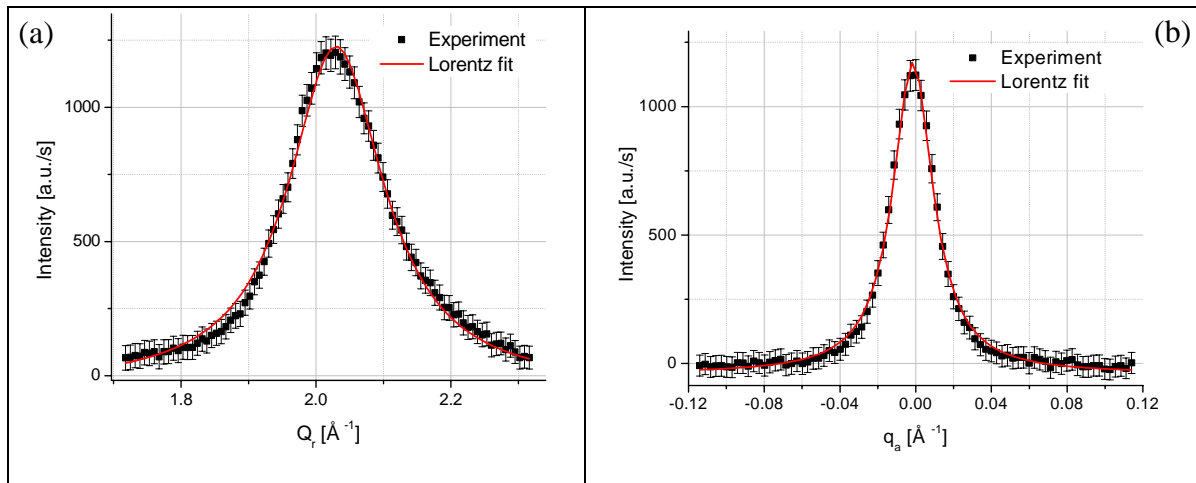 (a)
Experiment
Lorentz fit
Intensity [a.u./s]
1000
500
0
1.8
2.0
2.2
Q_r [Å⁻¹]
(b)
Experiment
Lorentz fit
Intensity [a.u./s]
1000
500
0
-0.12
-0.08
-0.04
0.00
0.04
0.08
0.12
q_a [Å⁻¹]